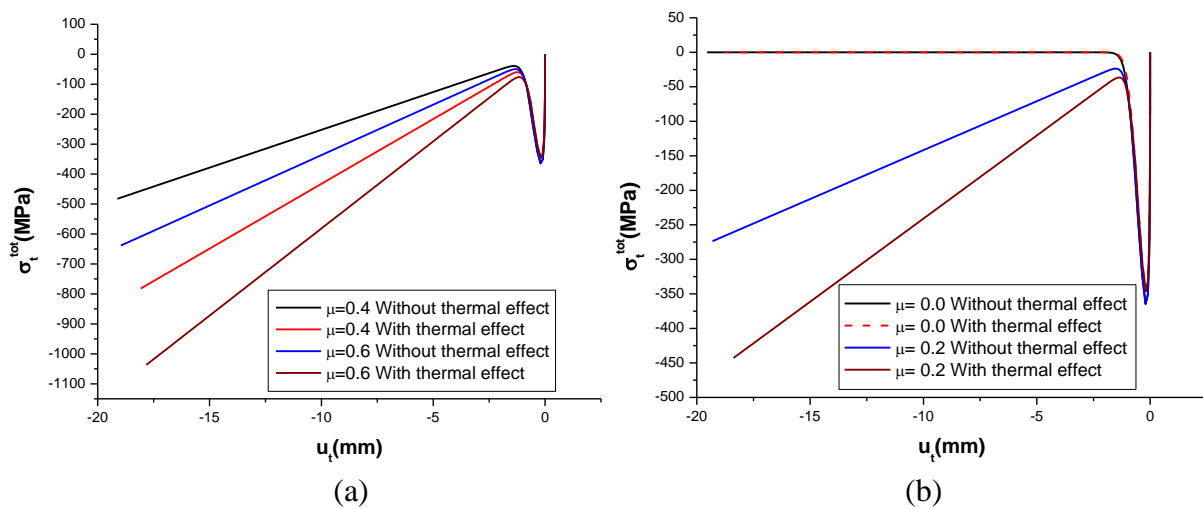 100
0
-100
-200
-300
-400
-500
-600
-700
-800
-900
-1000
-1100
-20
-15
-10
-5
0
σ_t^tot(MPa)
u_t(mm)
μ=0.4 Without thermal effect
μ=0.4 With thermal effect
μ=0.6 Without thermal effect
μ=0.6 With thermal effect
(a)
50
0
-50
-100
-150
-200
-250
-300
-350
-400
-450
-500
-20
-15
-10
-5
0
σ_t^tot(MPa)
u_t(mm)
μ= 0.0 Without thermal effect
μ= 0.0 With thermal effect
μ= 0.2 Without thermal effect
μ= 0.2 With thermal effect
(b)